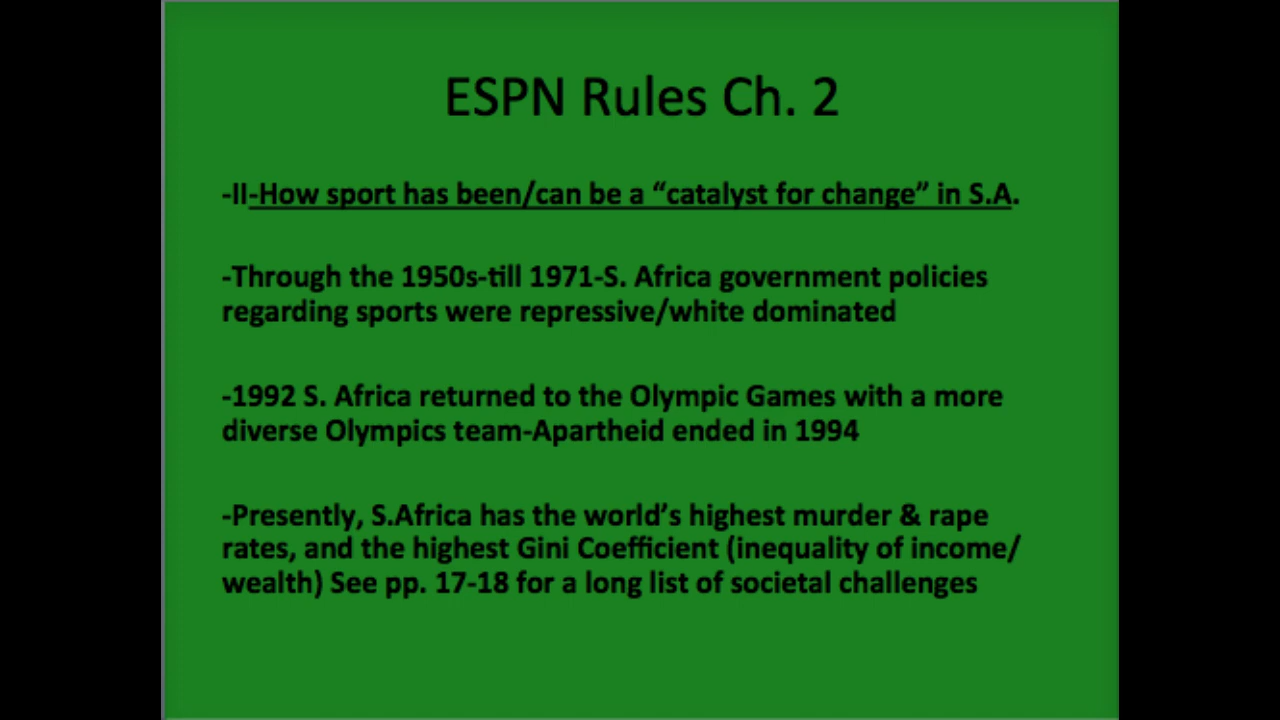 ESPN Rules Ch. 2
-II-How sport has been/can be a “catalyst for change” in S.A.
-Through the 1950s-till 1971-S. Africa government policies
regarding sports were repressive/white dominated
-1992 S. Africa returned to the Olympic Games with a more
diverse Olympics team-Apartheid ended in 1994
-Presently, S.Africa has the world’s highest murder & rape
rates, and the highest Gini Coefficient (inequality of income/
wealth) See pp. 17-18 for a long list of societal challenges